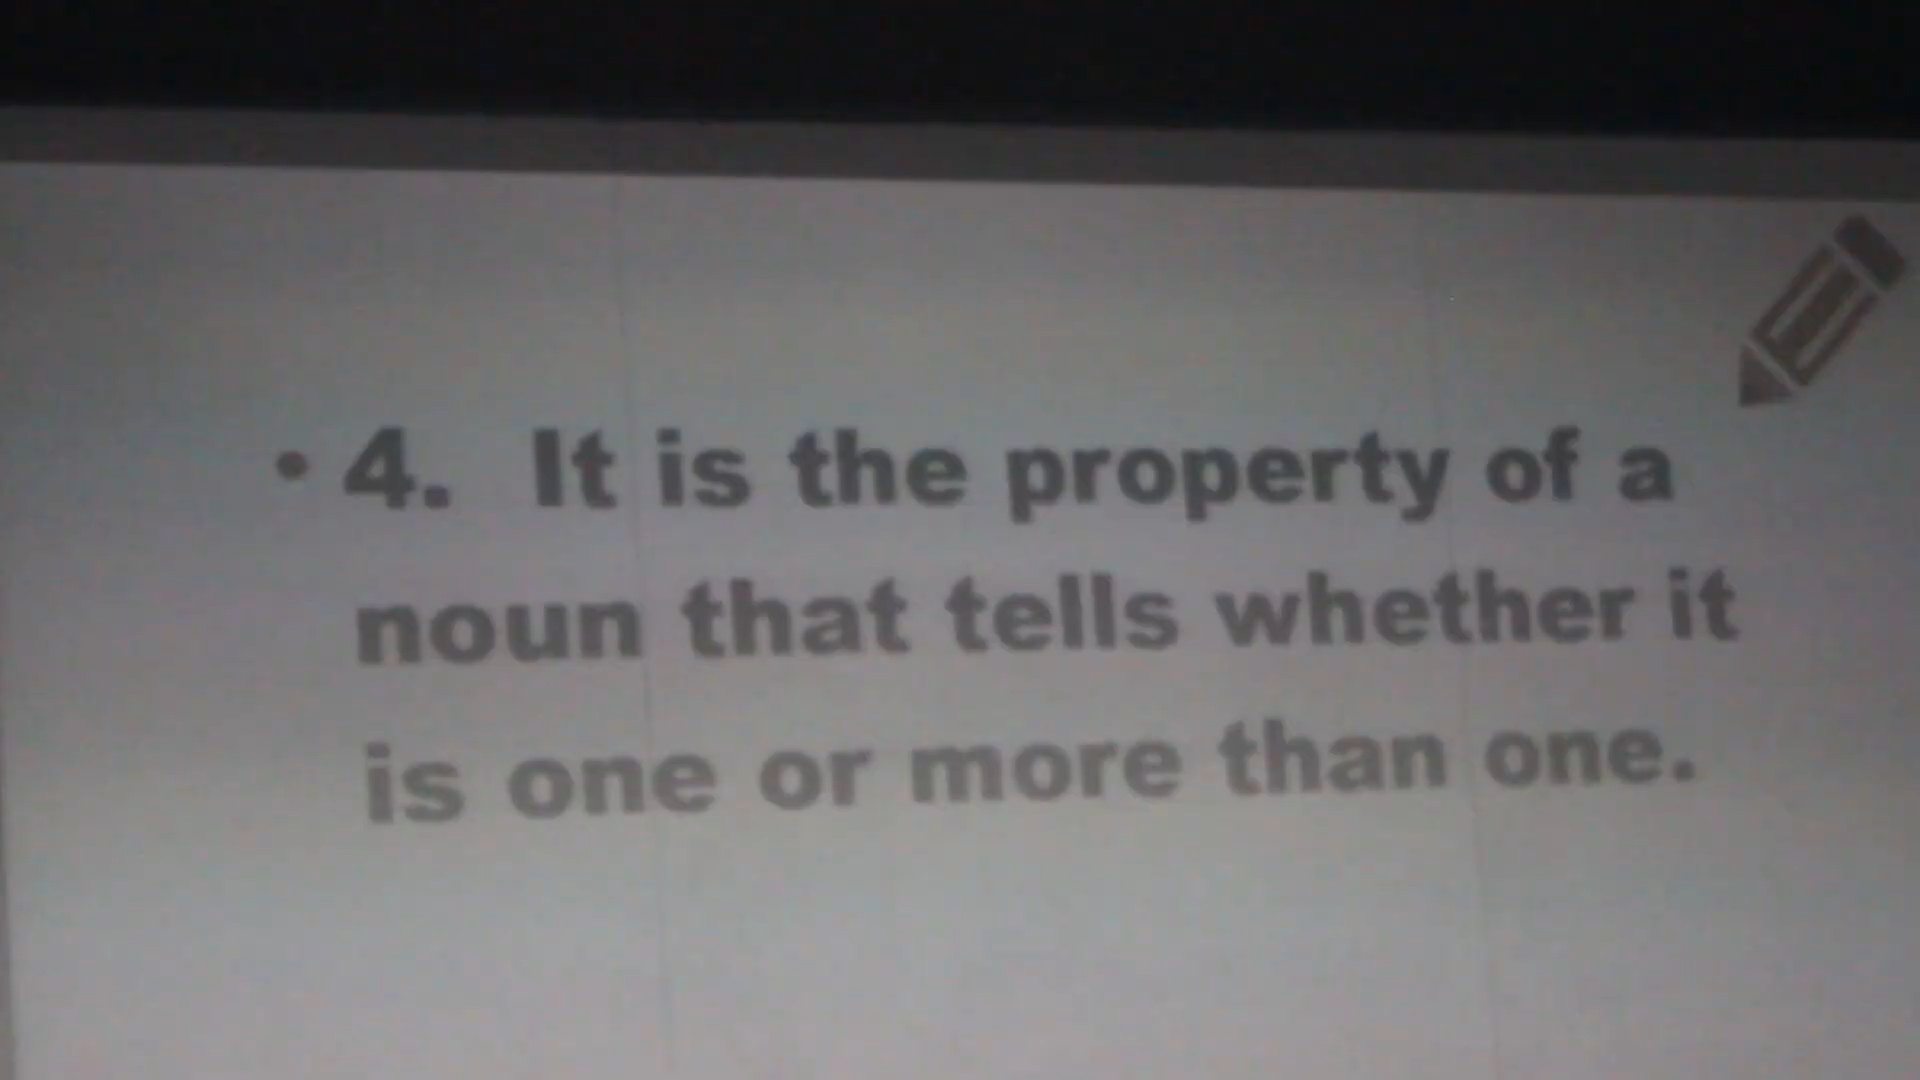 • 4. It is the property of a
noun that tells whether it
is one or more than one.